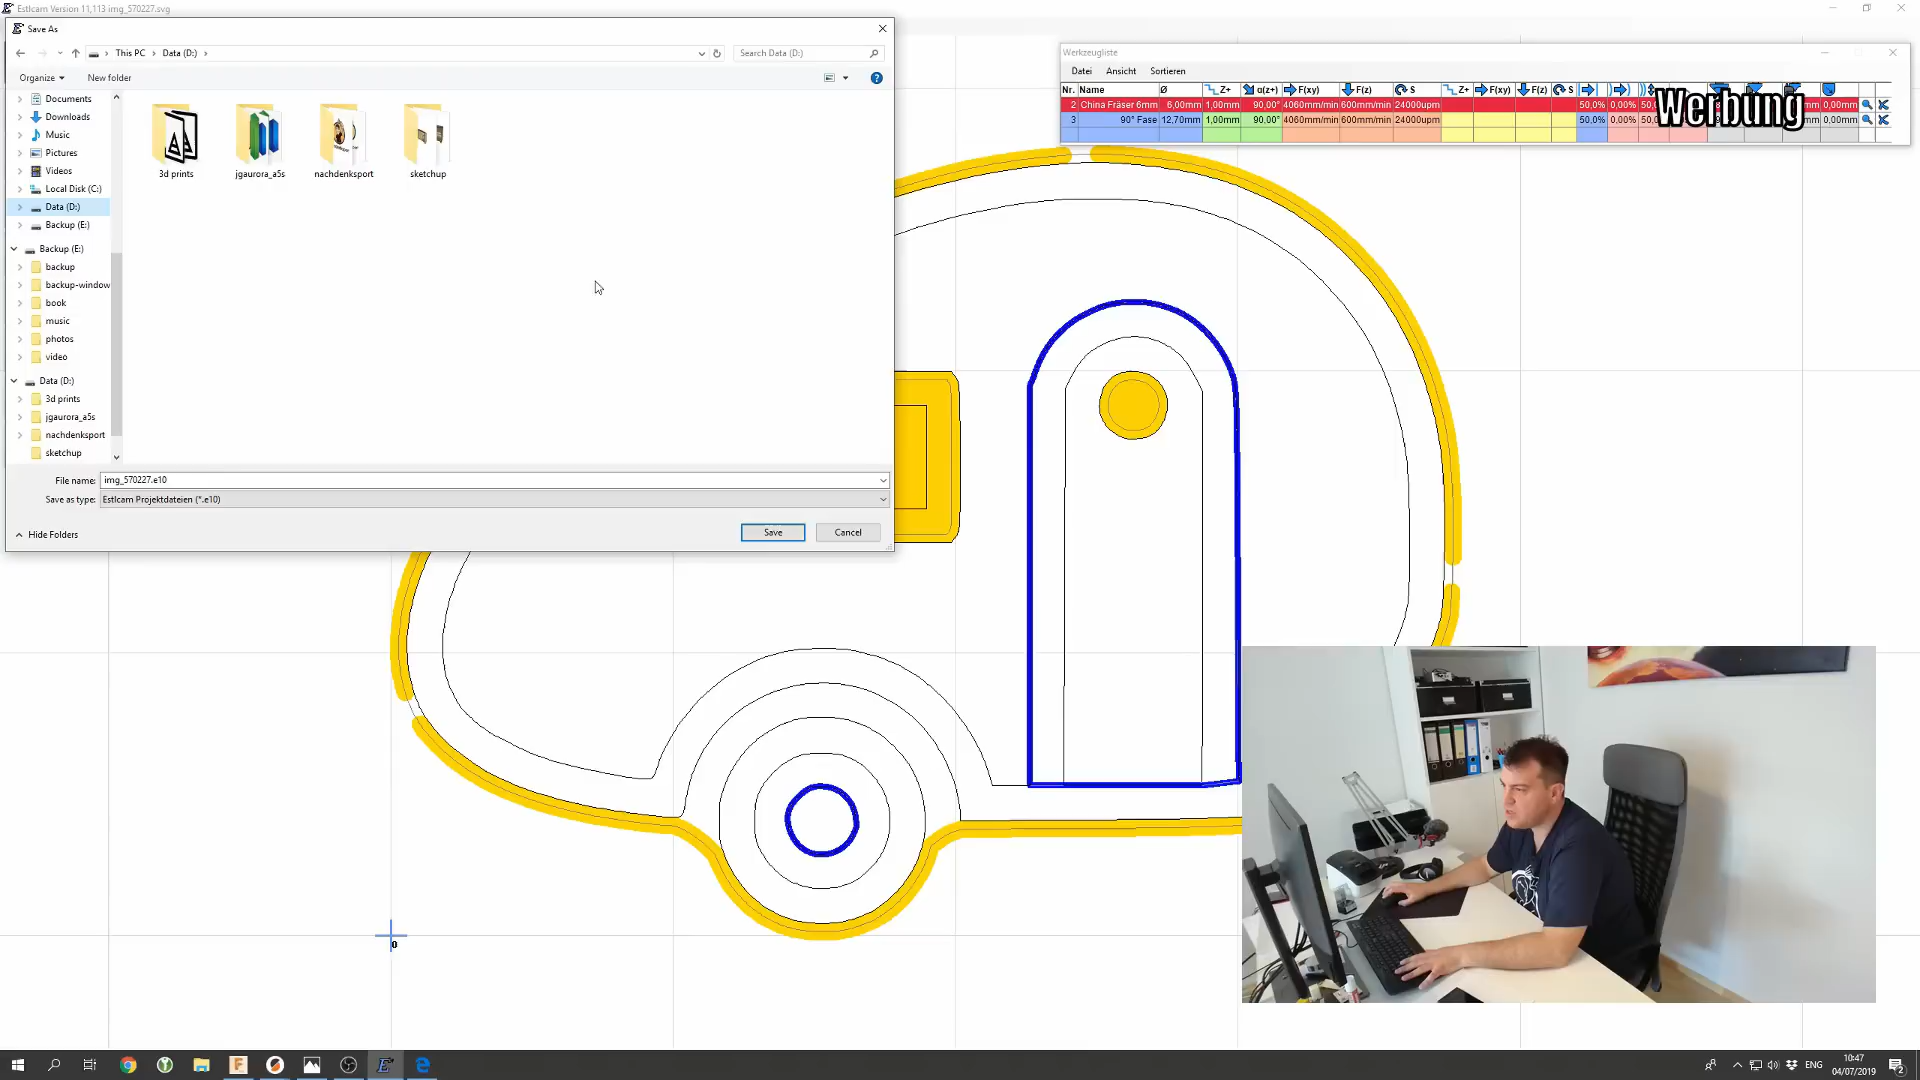 Estlcam Version 11,113 img_570227.svg
Save As
This PC
Data (D:)
Search Data (D:)
Organize
New folder
Documents
Downloads
Music
Pictures
Videos
Local Disk (C:)
Data (D:)
Backup (E:)
Backup (E:)
backup
backup-window
book
music
photos
video
Data (D:)
3d prints
jgaurora_a5s
nachdenksport
sketchup
3d prints
jgaurora_a5s
nachdenksport
sketchup
File name: img_570227.e10
Save as type: Estlcam Projektdateien (*.e10)
Hide Folders
Save
Cancel
Werkzeugliste
Datei Ansicht Sortieren
Nr. Name Ø Z+ α(z+) F(xy) F(z) S Z+ F(xy) F(z) S
2 China Fräser 6mm 6,00mm 1,00mm 90,00° 4060mm/min 600mm/min 24000upm 50,0% 0,00% 0,00mm
3 90° Fase 12,70mm 1,00mm 90,00° 4060mm/min 600mm/min 24000upm 50,0% 0,00% 0,00mm
Werbung
0
ENG
10:47
04/07/2019
2